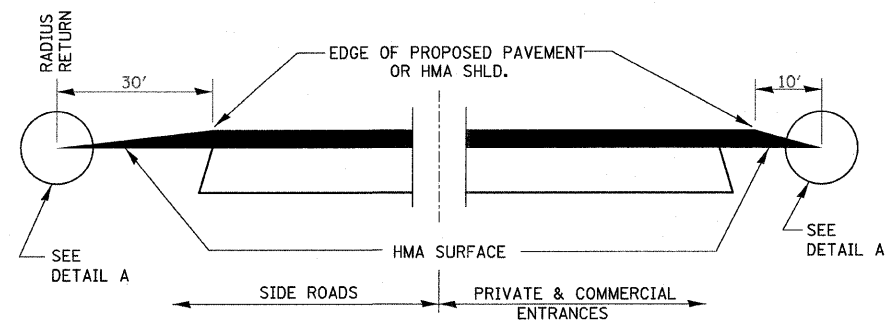 RADIUS
RETURN
30'
EDGE OF PROPOSED PAVEMENT
OR HMA SHLD.
10'
SEE
DETAIL A
HMA SURFACE
SEE
DETAIL A
SIDE ROADS
PRIVATE & COMMERCIAL
ENTRANCES